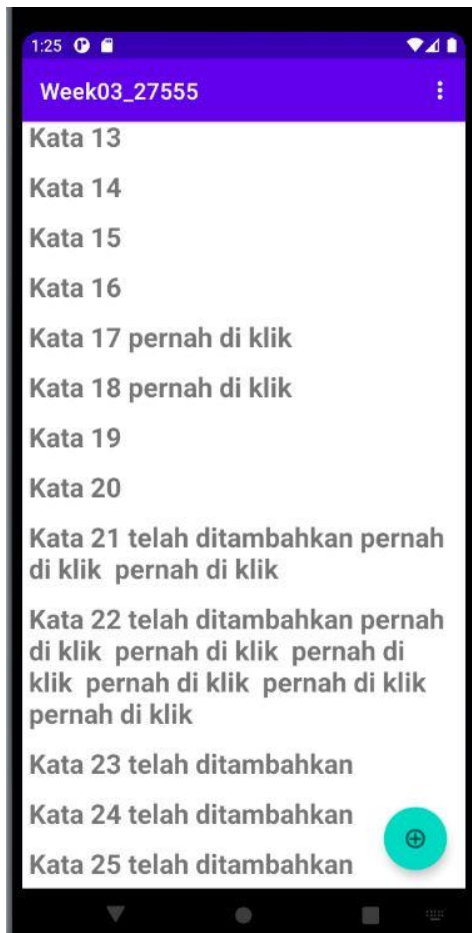 1:25
Week03_27555
Kata 13
Kata 14
Kata 15
Kata 16
Kata 17 pernah di klik
Kata 18 pernah di klik
Kata 19
Kata 20
Kata 21 telah ditambahkan pernah
di klik  pernah di klik
Kata 22 telah ditambahkan pernah
di klik  pernah di klik  pernah di
klik  pernah di klik  pernah di klik
pernah di klik
Kata 23 telah ditambahkan
Kata 24 telah ditambahkan
Kata 25 telah ditambahkan